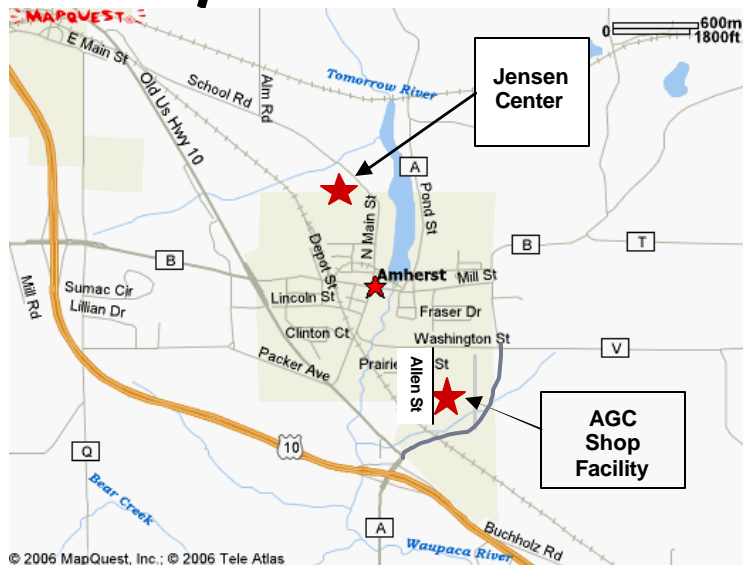 MAPQUEST
600m
0
1800ft
E Main St
Old Us Hwy 10
School Rd
Alm Rd
Tomorrow River
Jensen
Center
A
Pond St
N Main St
Depot St
B
T
B
Amherst
Mill St
Sumac Cir
Lillian Dr
Mill Rd
Lincoln St
Fraser Dr
Clinton Ct
Washington St
V
Packer Ave
Prairie St
Allen St
AGC
Shop
Facility
10
Q
Bear Creek
A
Buchholz Rd
Waupaca River
© 2006 MapQuest, Inc.; © 2006 Tele Atlas